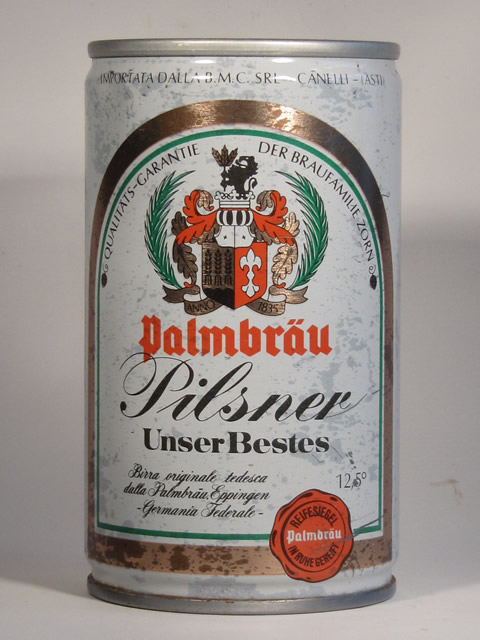 IMPORTATA DALLA B.M.C. SRL - CANELLI - (ASTI)
QUALITÄTS-GARANTIE DER BRAUFAMILIE ZORN
ANNO 1835
Palmbräu
Pilsner
Unser Bestes
Birra originale tedesca
dalla Palmbräu, Eppingen
- Germania Federale -
12,5°
REIFESIEGEL
Palmbräu
IN RUHE GEREIFT